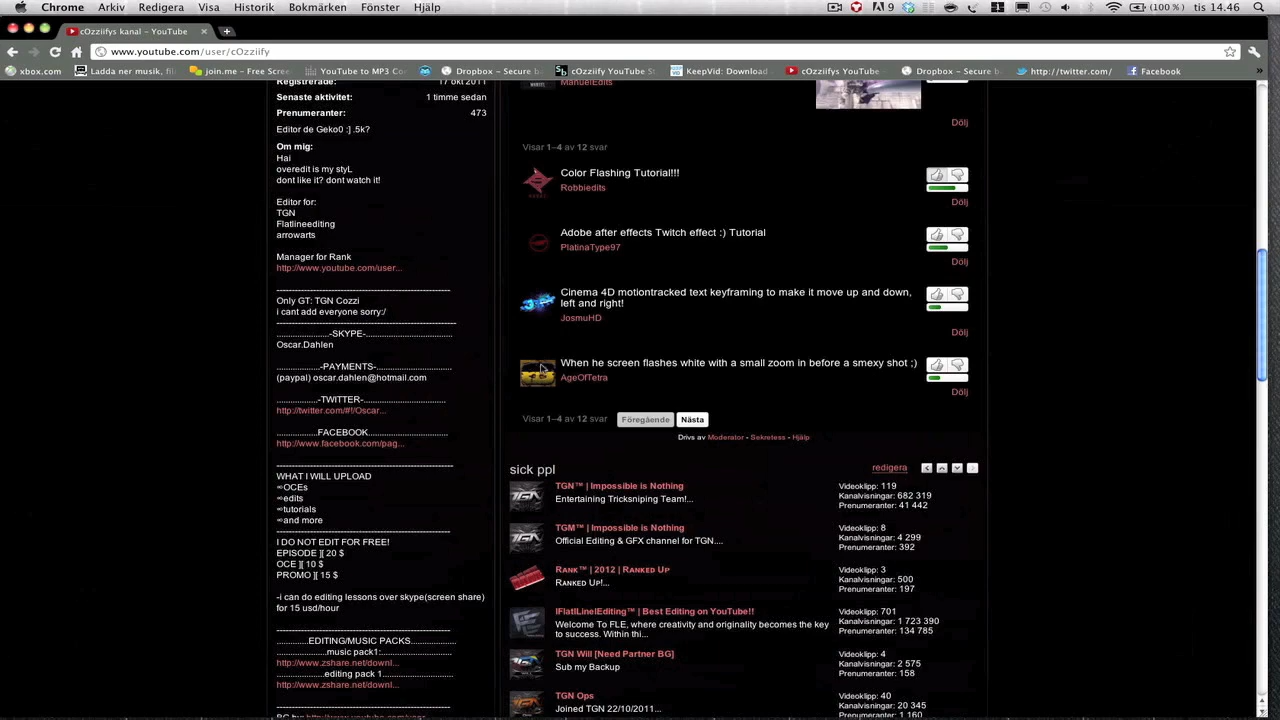 Chrome Arkiv Redigera Visa Historik Bokmärken Fönster Hjälp
9 (100 %) tis 14.46
cOzziifys kanal – YouTube
www.youtube.com/user/cOzziify
xbox.com Ladda ner musik, fil join.me – Free Scree YouTube to MP3 Co Dropbox – Secure ba cOzziify YouTube St KeepVid: Download cOzziifys YouTube Dropbox – Secure ba http://twitter.com/ Facebook »
Registrerade: 17 okt 2011
Senaste aktivitet: 1 timme sedan
Prenumeranter: 473
Editor de Geko0 :] .5k?
Om mig:
Hai
overedit is my styL
dont like it? dont watch it!
Editor for:
TGN
Flatlineediting
arrowarts
Manager for Rank
http://www.youtube.com/user...
Only GT: TGN Cozzi
i cant add everyone sorry:/
-SKYPE-
Oscar.Dahlen
-PAYMENTS-
(paypal) oscar.dahlen@hotmail.com
-TWITTER-
http://twitter.com/#!/Oscar...
FACEBOOK
http://www.facebook.com/pag...
WHAT I WILL UPLOAD
∞OCEs
∞edits
∞tutorials
∞and more
I DO NOT EDIT FOR FREE!
EPISODE ][ 20 $
OCE ][ 10 $
PROMO ][ 15 $
-i can do editing lessons over skype(screen share)
for 15 usd/hour
EDITING/MUSIC PACKS
music pack1:
http://www.zshare.net/downl...
editing pack 1
http://www.zshare.net/downl...
ManuelEdits
Dölj
Visar 1–4 av 12 svar
Color Flashing Tutorial!!!
Robbiedits
Dölj
Adobe after effects Twitch effect :) Tutorial
PlatinaType97
Dölj
Cinema 4D motiontracked text keyframing to make it move up and down,
left and right!
JosmuHD
Dölj
When he screen flashes white with a small zoom in before a smexy shot ;)
AgeOfTetra
Dölj
Visar 1–4 av 12 svar Föregående Nästa
Drivs av Moderator - Sekretess - Hjälp
sick ppl redigera
TGN™ | Impossible is Nothing
Entertaining Tricksniping Team!...
Videoklipp: 119
Kanalvisningar: 682 319
Prenumeranter: 41 442
TGM™ | Impossible is Nothing
Official Editing & GFX channel for TGN....
Videoklipp: 8
Kanalvisningar: 4 299
Prenumeranter: 392
Rank™ | 2012 | Ranked Up
Ranked Up!...
Videoklipp: 3
Kanalvisningar: 500
Prenumeranter: 197
IFlatlLinelEditing™ | Best Editing on YouTube!!
Welcome To FLE, where creativity and originality becomes the key
to success. Within thi...
Videoklipp: 701
Kanalvisningar: 1 723 390
Prenumeranter: 134 785
TGN Will [Need Partner BG]
Sub my Backup
Videoklipp: 4
Kanalvisningar: 2 575
Prenumeranter: 158
TGN Ops
Joined TGN 22/10/2011...
Videoklipp: 40
Kanalvisningar: 20 345
Prenumeranter: 1 160